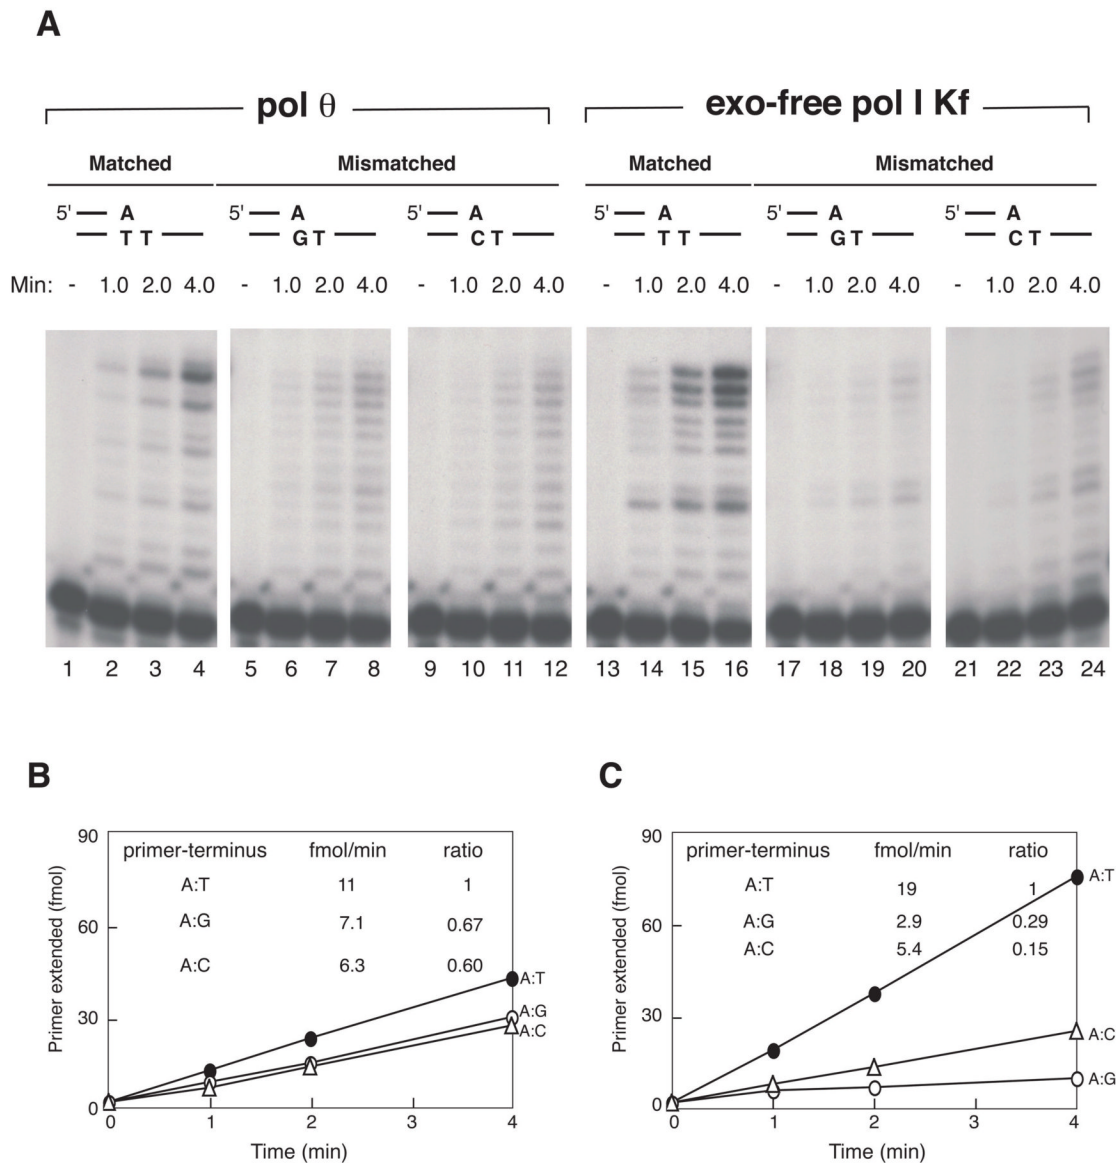 A
pol θ exo-free pol I Kf
Matched Mismatched Matched Mismatched
5' A 5' A 5' A 5' A 5' A 5' A
T T G T C T T T G T C T
Min: - 1.0 2.0 4.0 - 1.0 2.0 4.0 - 1.0 2.0 4.0 - 1.0 2.0 4.0 - 1.0 2.0 4.0 - 1.0 2.0 4.0
1 2 3 4 5 6 7 8 9 10 11 12 13 14 15 16 17 18 19 20 21 22 23 24
B
Primer extended (fmol)
90
60
30
0
primer-terminus fmol/min ratio
A:T 11 1
A:G 7.1 0.67
A:C 6.3 0.60
A:T
A:G
A:C
0 1 2 3 4
Time (min)
C
Primer extended (fmol)
90
60
30
0
primer-terminus fmol/min ratio
A:T 19 1
A:G 2.9 0.29
A:C 5.4 0.15
A:T
A:C
A:G
0 1 2 3 4
Time (min)